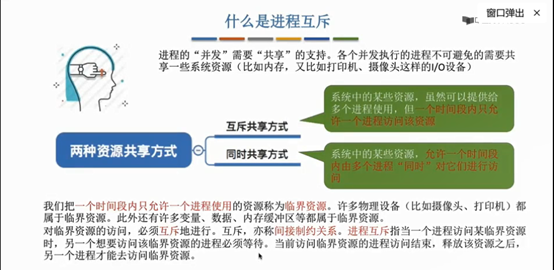 窗口弹出
什么是进程互斥
进程的“并发”需要“共享”的支持。各个并发执行的进程不可避免的需要共
享一些系统资源（比如内存，又比如打印机、摄像头这样的I/O设备）
系统中的某些资源，虽然可以提供给
多个进程使用，但一个时间段内只允
许一个进程访问该资源
互斥共享方式
两种资源共享方式
同时共享方式
系统中的某些资源，允许一个时间段
内由多个进程“同时”对它们进行访
问
我们把一个时间段内只允许一个进程使用的资源称为临界资源。许多物理设备（比如摄像头、打印机）都
属于临界资源。此外还有许多变量、数据、内存缓冲区等都属于临界资源。
对临界资源的访问，必须互斥地进行。互斥，亦称间接制约关系。进程互斥指当一个进程访问某临界资源
时，另一个想要访问该临界资源的进程必须等待。当前访问临界资源的进程访问结束，释放该资源之后，
另一个进程才能去访问临界资源。